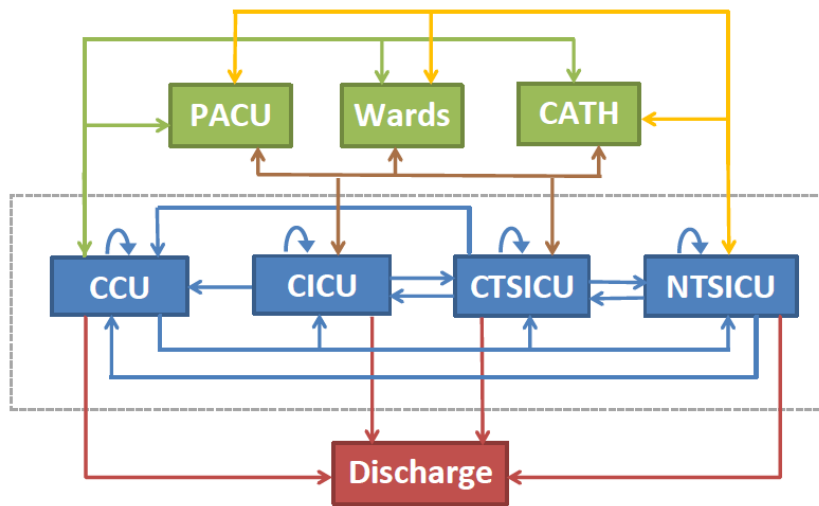 PACU
Wards
CATH
CCU
CICU
CTSICU
NTSICU
Discharge